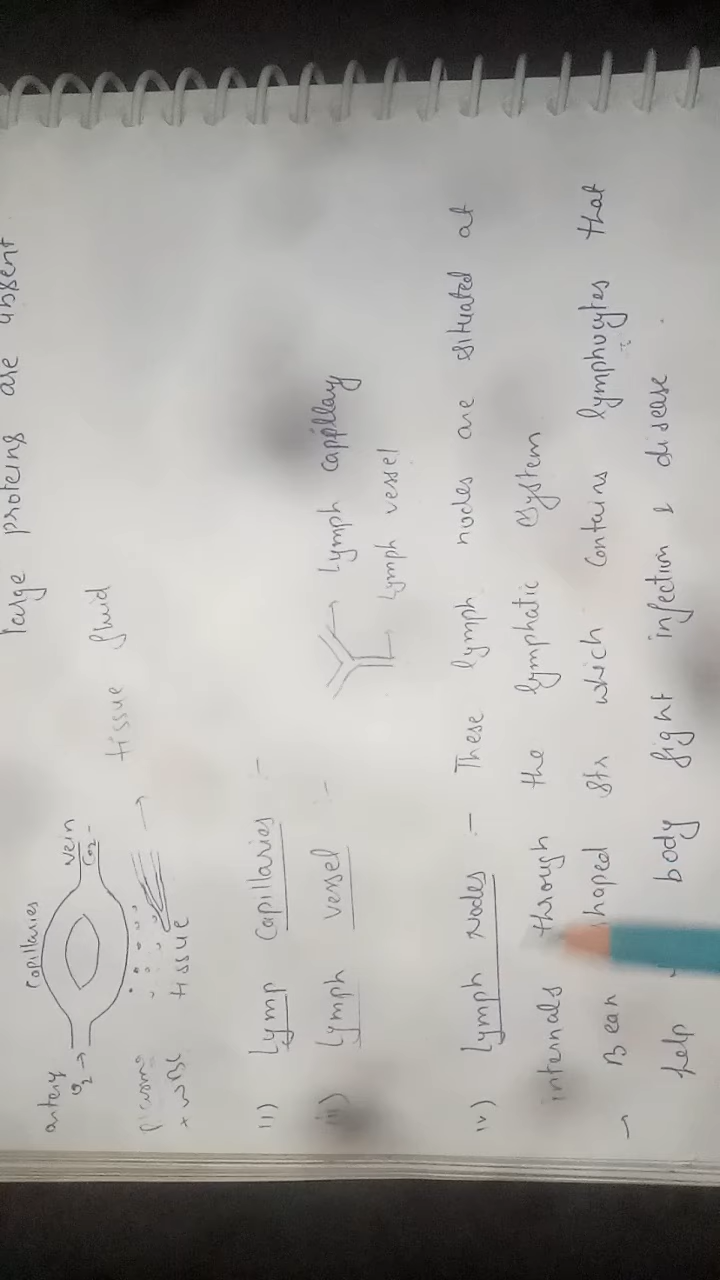 large proteins are absent
Capillaries
artery
O2 →
vein
CO2
plasma
+ WBC
tissue
→ tissue fluid
ii) Lymp Capillaries :-
iii) Lymph vessel :-
Lymph Cappillary
Lymph vessel
iv) Lymph Nodes :- These lymph nodes are situated at
internals through the lymphatic System
→ Bean shaped str which Contains lymphocytes that
help body fight infection & disease.